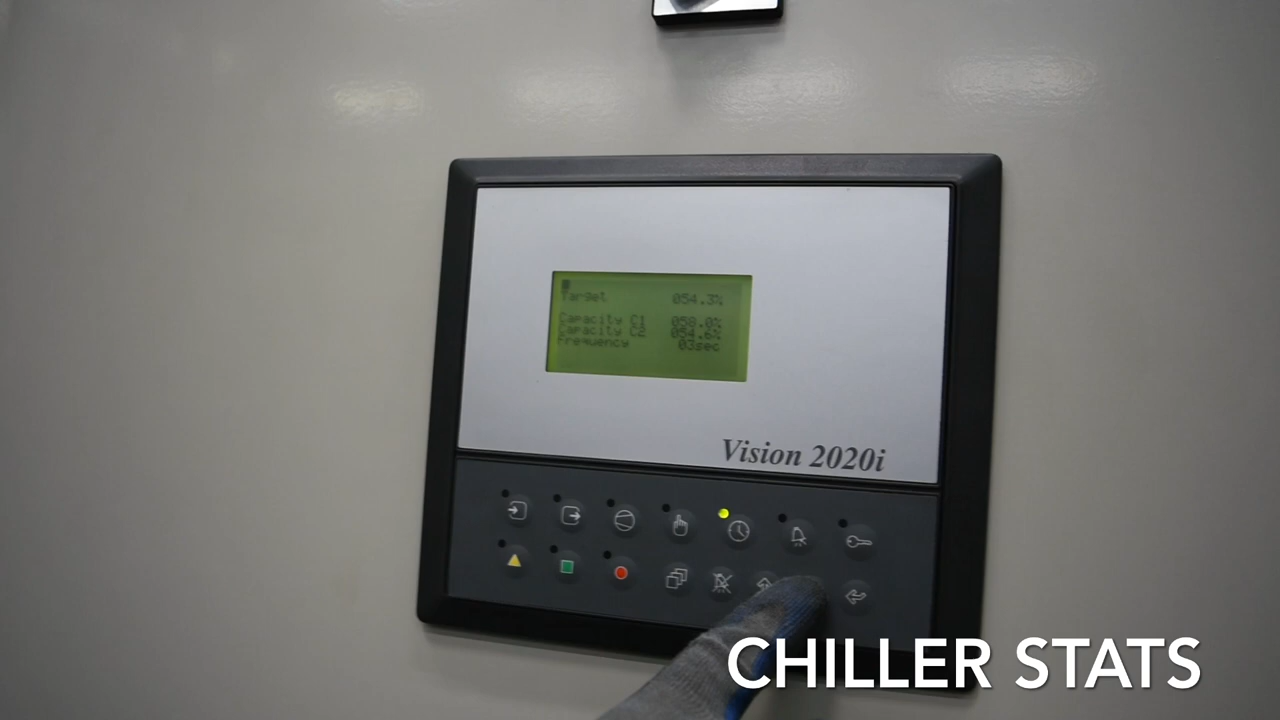 Target 054.3%
Capacity C1 058.0%
Capacity C2 054.6%
Frequency 03sec
Vision 2020i
CHILLER STATS